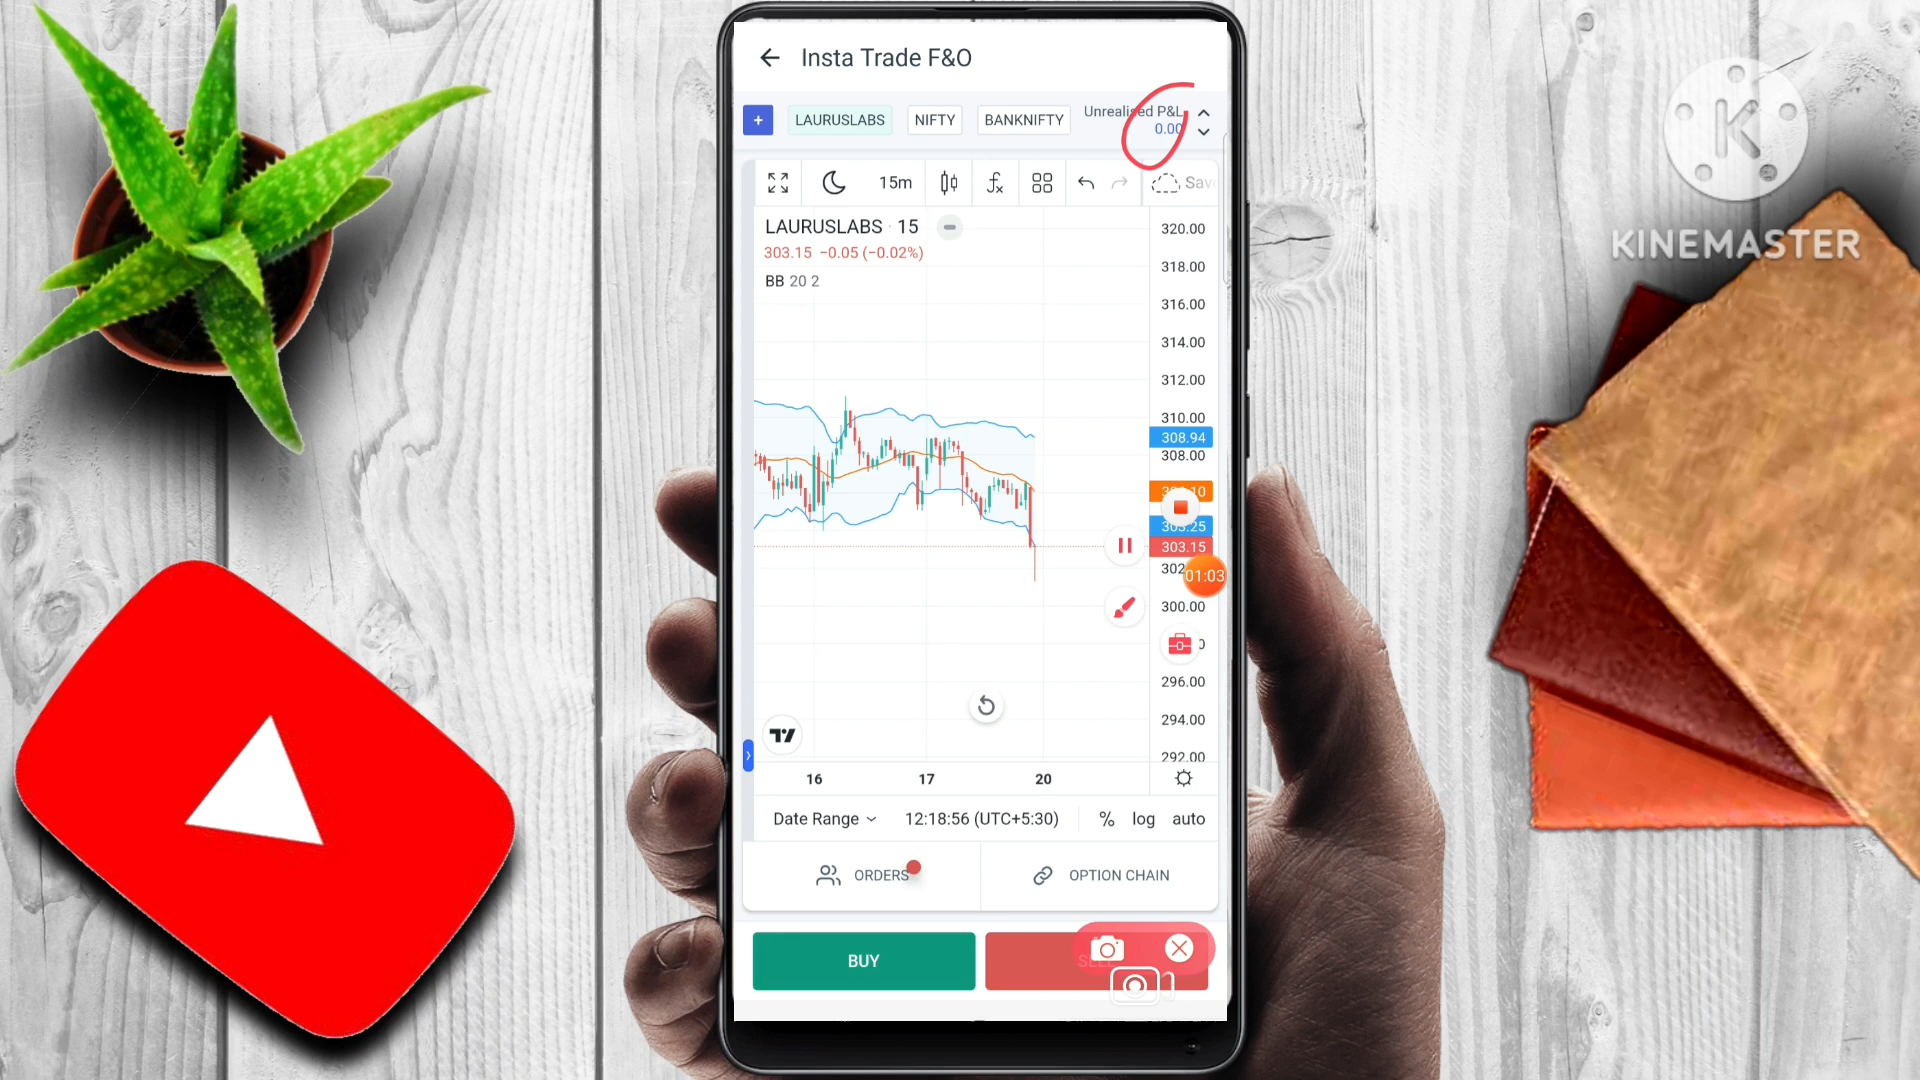 Insta Trade F&O
+ LAURUSLABS NIFTY BANKNIFTY Unrealised P&L
0.00
15m Save
LAURUSLABS · 15
303.15 −0.05 (−0.02%)
BB 20 2
320.00
318.00
316.00
314.00
312.00
310.00
308.94
308.00
303.15
01:03
300.00
296.00
294.00
292.00
16 17 20
Date Range 12:18:56 (UTC+5:30) % log auto
ORDERS OPTION CHAIN
BUY SELL
K
KINEMASTER